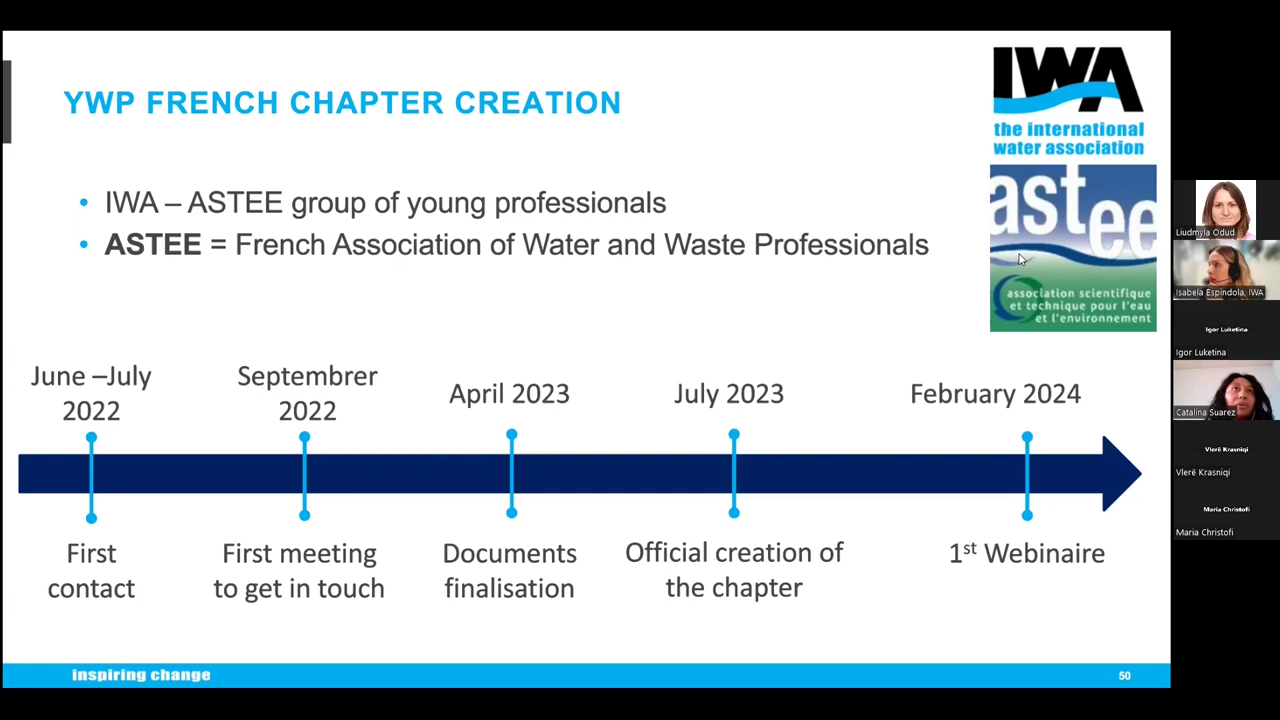 YWP FRENCH CHAPTER CREATION
IWA
the international
water association
• IWA – ASTEE group of young professionals
• ASTEE = French Association of Water and Waste Professionals
astee
association scientifique
et technique pour l'eau
et l'environnement
June –July
2022
Septembrer
2022
April 2023
July 2023
February 2024
First
contact
First meeting
to get in touch
Documents
finalisation
Official creation of
the chapter
1st Webinaire
inspiring change
50
Liudmyla Odud
Isabela Espindola, IWA
Igor Luketina
Igor Luketina
Catalina Suarez
Vlerë Krasniqi
Vlerë Krasniqi
Maria Christofi
Maria Christofi